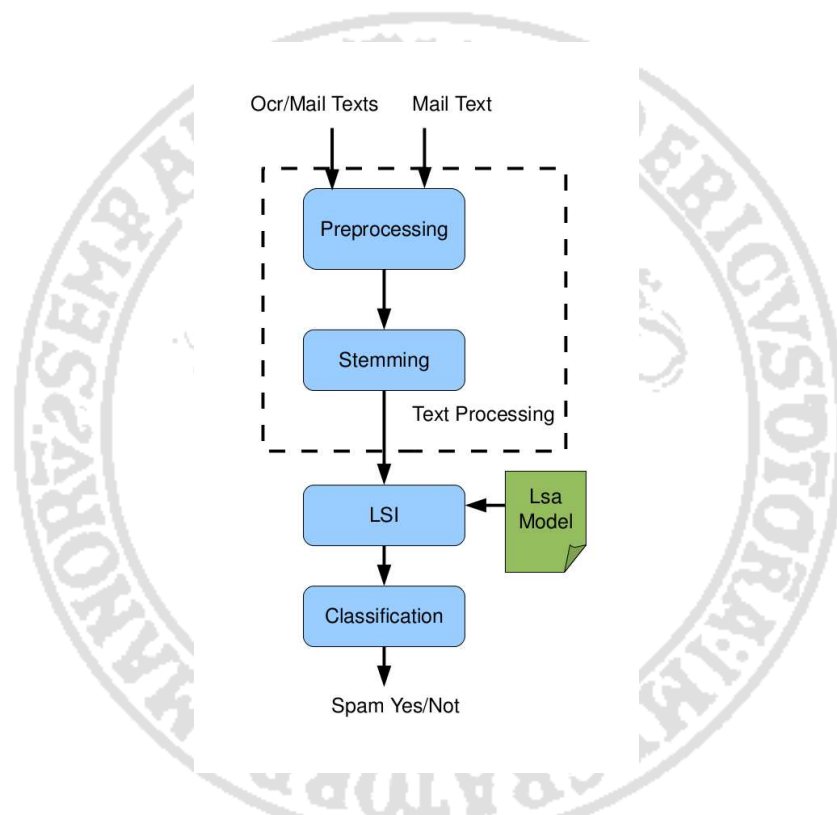 Ocr/Mail Texts
Mail Text
Preprocessing
Stemming
Text Processing
LSI
Lsa
Model
Classification
Spam Yes/Not